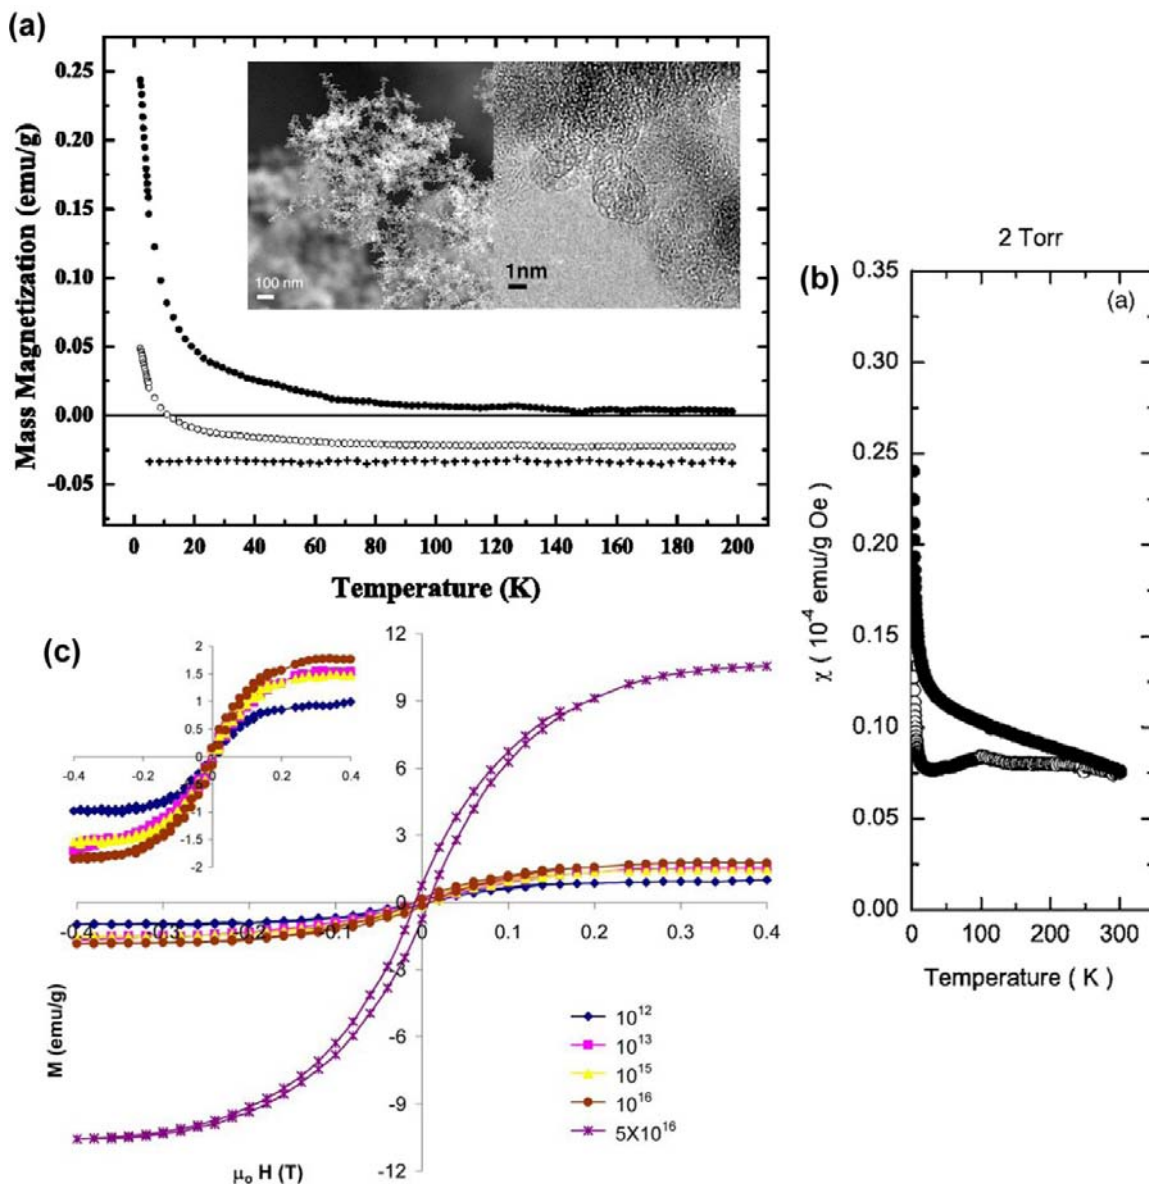 (a)
0.25
0.20
0.15
0.10
0.05
0.00
-0.05
Mass Magnetization (emu/g)
100 nm
1nm
0 20 40 60 80 100 120 140 160 180 200
Temperature (K)
2 Torr
(b)
(a)
0.35
0.30
0.25
0.20
0.15
0.10
0.05
0.00
χ ( 10⁻⁴ emu/g Oe )
0 100 200 300
Temperature ( K )
(c)
2
1.5
1
0.5
0
-0.5
-1
-1.5
-2
-0.4 -0.2 0 0.2 0.4
12
9
6
3
0
-3
-6
-9
-12
-0.4 -0.3 -0.2 -0.1 0 0.1 0.2 0.3 0.4
M (emu/g)
μ₀ H (T)
10¹²
10¹³
10¹⁵
10¹⁶
5X10¹⁶